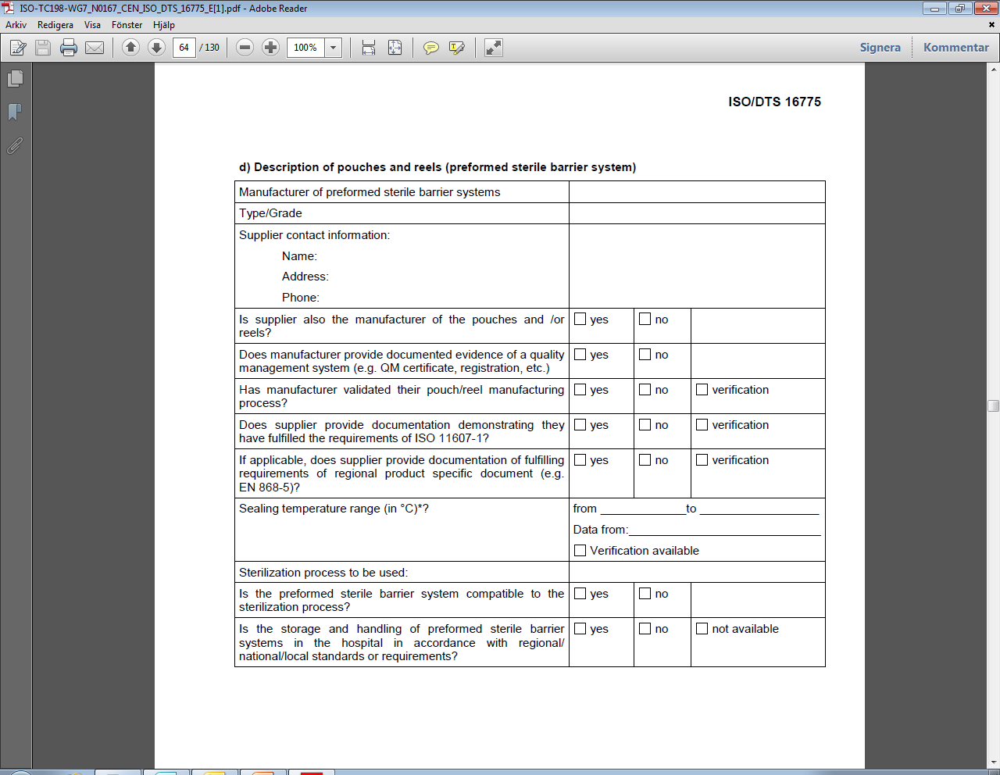 ISO-TC198-WG7_N0167_CEN_ISO_DTS_16775_E[1].pdf - Adobe Reader
Arkiv Redigera Visa Fönster Hjälp
64 / 130 100% Signera Kommentar
ISO/DTS 16775
d) Description of pouches and reels (preformed sterile barrier system)
Manufacturer of preformed sterile barrier systems
Type/Grade
Supplier contact information:
Name:
Address:
Phone:
Is supplier also the manufacturer of the pouches and /or yes no
reels?
Does manufacturer provide documented evidence of a quality yes no
management system (e.g. QM certificate, registration, etc.)
Has manufacturer validated their pouch/reel manufacturing yes no verification
process?
Does supplier provide documentation demonstrating they yes no verification
have fulfilled the requirements of ISO 11607-1?
If applicable, does supplier provide documentation of fulfilling yes no verification
requirements of regional product specific document (e.g.
EN 868-5)?
Sealing temperature range (in °C)*? from _____________to __________________
Data from:_____________________________
Verification available
Sterilization process to be used:
Is the preformed sterile barrier system compatible to the yes no
sterilization process?
Is the storage and handling of preformed sterile barrier yes no not available
systems in the hospital in accordance with regional/
national/local standards or requirements?